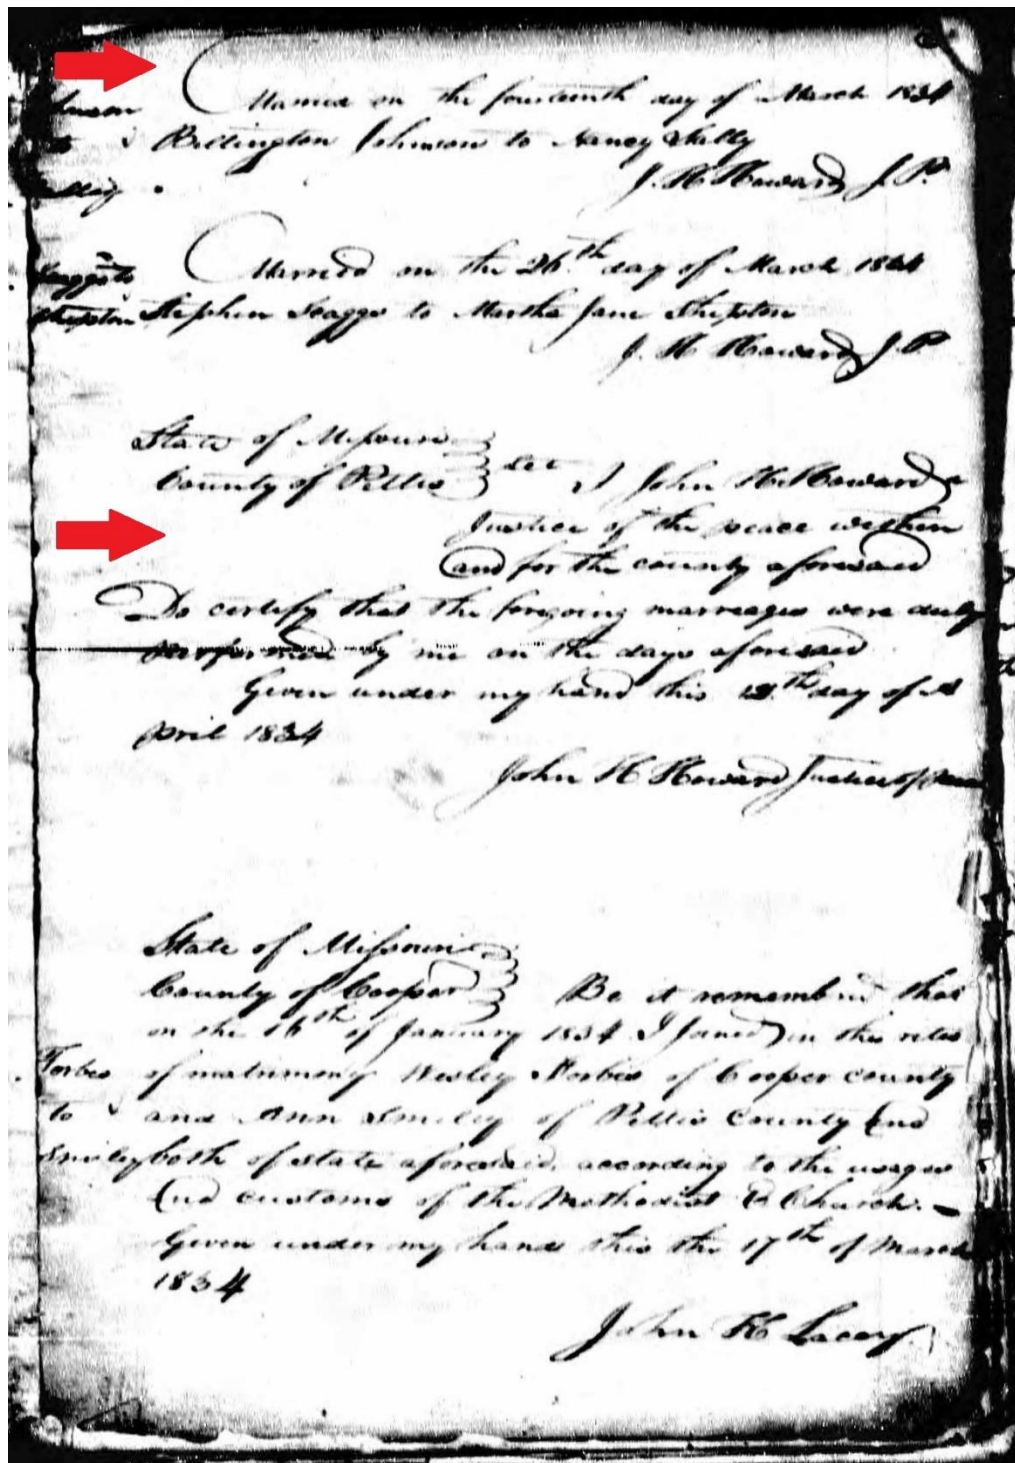 Married on the fourteenth day of March 1834
to Billington Johnson to Nancy Kelly
J. H Howard J. P.
Scaggs to Married on the 26th day of March 1834
Shipton Stephen Scaggs to Martha Jane Shipton
J. H Howard J. P
State of Missouri
County of Pettis I John H. Howard a
Justice of the peace within
and for the county aforesaid
Do certify that the forgoing marriages were duly
performed by me on the days aforesaid
Given under my hand this day of A
pril 1834
John H Howard Justice of
State of Missouri
County of Cooper Be it remembered that
on the 16th of January 1834 I Joined in the rites
Forbis of matrimony Wesley Forbis of Cooper county
to and Ann Smiley of Pettis County and
Smiley both of state aforesaid, according to the usages
and customs of the Methodist E Church. —
Given under my hand this the 17th of March
1834
John H Lacey